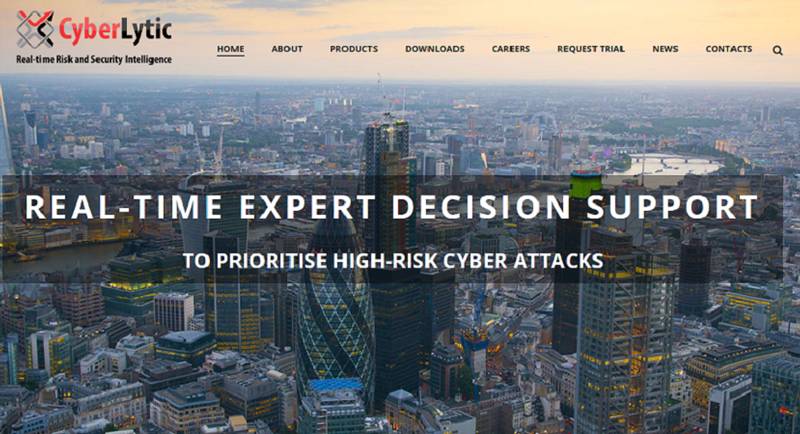 CyberLytic
Real-time Risk and Security Intelligence
HOME ABOUT PRODUCTS DOWNLOADS CAREERS REQUEST TRIAL NEWS CONTACTS
REAL-TIME EXPERT DECISION SUPPORT
TO PRIORITISE HIGH-RISK CYBER ATTACKS